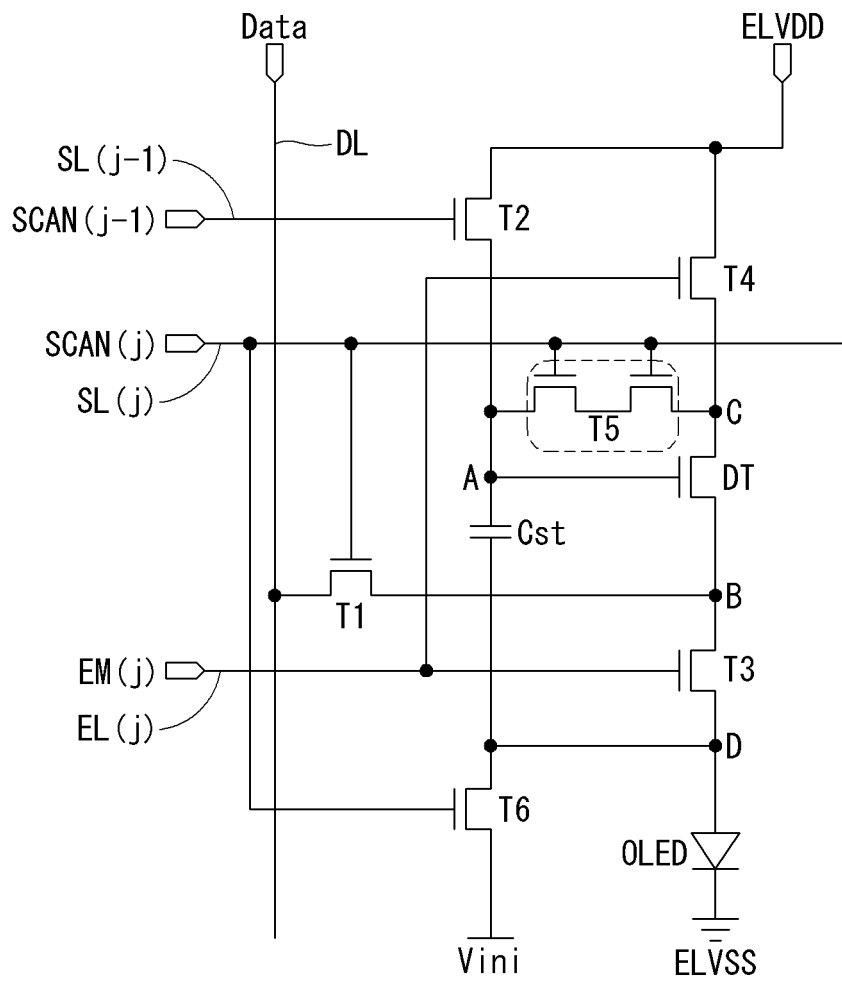 Data
ELVDD
DL
SL(j-1)
SCAN(j-1)
T2
T4
SCAN(j)
SL(j)
T5
C
A
DT
Cst
B
T1
EM(j)
T3
EL(j)
D
T6
OLED
Vini
ELVSS